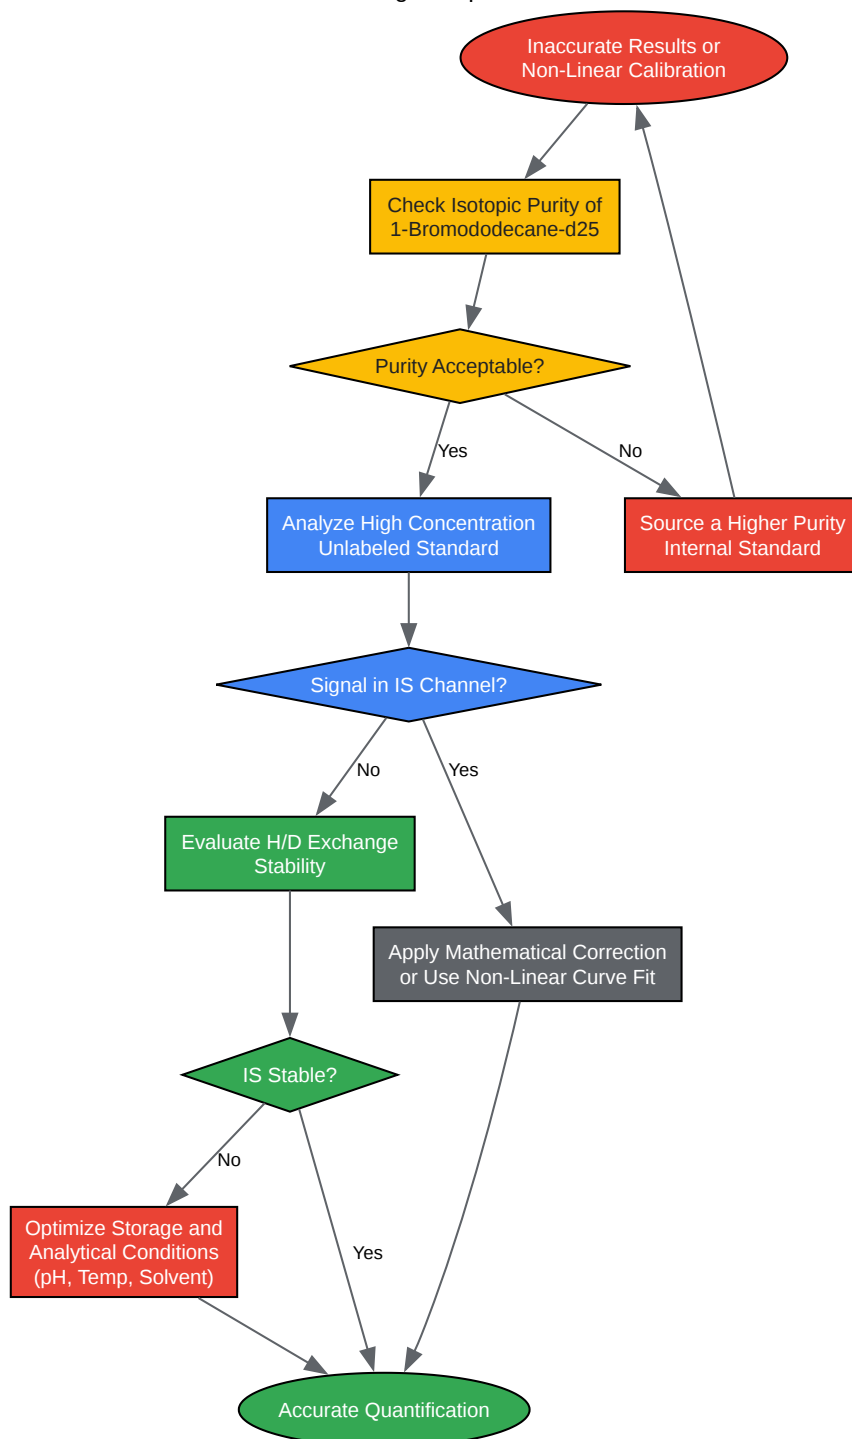 Inaccurate Results or
Non-Linear Calibration
Check Isotopic Purity of
1-Bromododecane-d25
Purity Acceptable?
Yes
No
Analyze High Concentration
Unlabeled Standard
Source a Higher Purity
Internal Standard
Signal in IS Channel?
No
Yes
Evaluate H/D Exchange
Stability
Apply Mathematical Correction
or Use Non-Linear Curve Fit
IS Stable?
No
Yes
Optimize Storage and
Analytical Conditions
(pH, Temp, Solvent)
Accurate Quantification